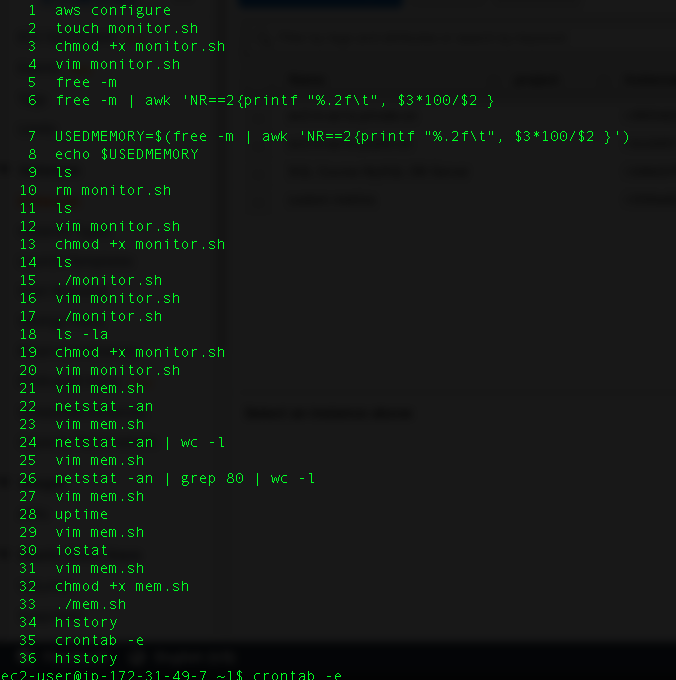 1 aws configure
2 touch monitor.sh
3 chmod +x monitor.sh
4 vim monitor.sh
5 free -m
6 free -m | awk 'NR==2{printf "%.2f\t", $3*100/$2 }
7 USEDMEMORY=$(free -m | awk 'NR==2{printf "%.2f\t", $3*100/$2 }')
8 echo $USEDMEMORY
9 ls
10 rm monitor.sh
11 ls
12 vim monitor.sh
13 chmod +x monitor.sh
14 ls
15 ./monitor.sh
16 vim monitor.sh
17 ./monitor.sh
18 ls -la
19 chmod +x monitor.sh
20 vim monitor.sh
21 vim mem.sh
22 netstat -an
23 vim mem.sh
24 netstat -an | wc -l
25 vim mem.sh
26 netstat -an | grep 80 | wc -l
27 vim mem.sh
28 uptime
29 vim mem.sh
30 iostat
31 vim mem.sh
32 chmod +x mem.sh
33 ./mem.sh
34 history
35 crontab -e
36 history
ec2-user@ip-172-31-49-7 ~]$ crontab -e